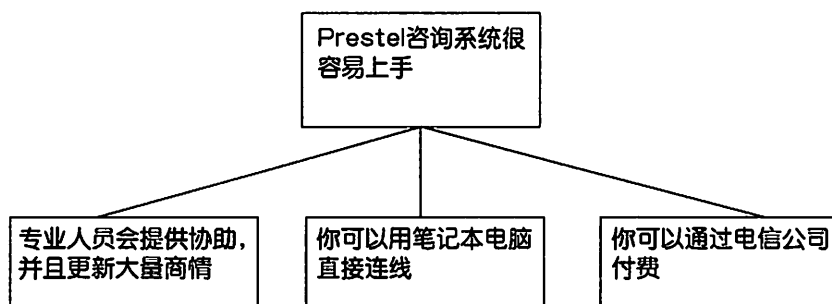 Prestel咨询系统很
容易上手
专业人员会提供协助，
并且更新大量商情
你可以用笔记本电脑
直接连线
你可以通过电信公司
付费